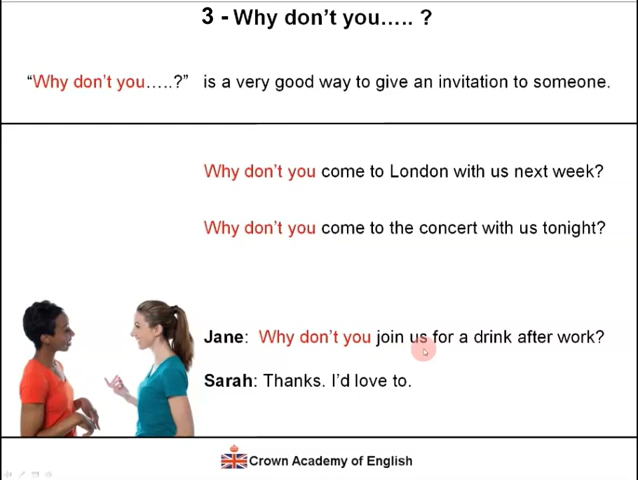 3 - Why don’t you..... ?
“Why don’t you.....?” is a very good way to give an invitation to someone.
Why don’t you come to London with us next week?
Why don’t you come to the concert with us tonight?
Jane: Why don’t you join us for a drink after work?
Sarah: Thanks. I’d love to.
Crown Academy of English